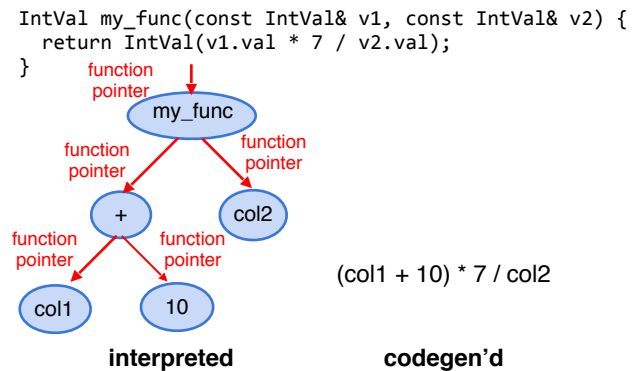 IntVal my_func(const IntVal& v1, const IntVal& v2) {
return IntVal(v1.val * 7 / v2.val);
}
function
pointer
my_func
function
pointer
function
pointer
+
col2
function
pointer
function
pointer
(col1 + 10) * 7 / col2
col1
10
interpreted
codegen’d